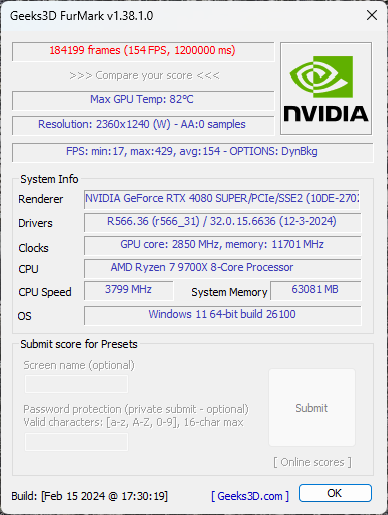 Geeks3D FurMark v1.38.1.0
184199 frames (154 FPS, 1200000 ms)
>>> Compare your score <<<
Max GPU Temp: 82°C
Resolution: 2360x1240 (W) - AA:0 samples
NVIDIA
FPS: min:17, max:429, avg:154 - OPTIONS: DynBkg
System Info
Renderer NVIDIA GeForce RTX 4080 SUPER/PCIe/SSE2 (10DE-2702
Drivers R566.36 (r566_31) / 32.0.15.6636 (12-3-2024)
Clocks GPU core: 2850 MHz, memory: 11701 MHz
CPU AMD Ryzen 7 9700X 8-Core Processor
CPU Speed 3799 MHz System Memory 63081 MB
OS Windows 11 64-bit build 26100
Submit score for Presets
Screen name (optional)
Password protection (private submit - optional)
Valid characters: [a-z, A-Z, 0-9], 16-char max
Submit
[ Online scores ]
Build: [Feb 15 2024 @ 17:30:19] [ Geeks3D.com ] OK